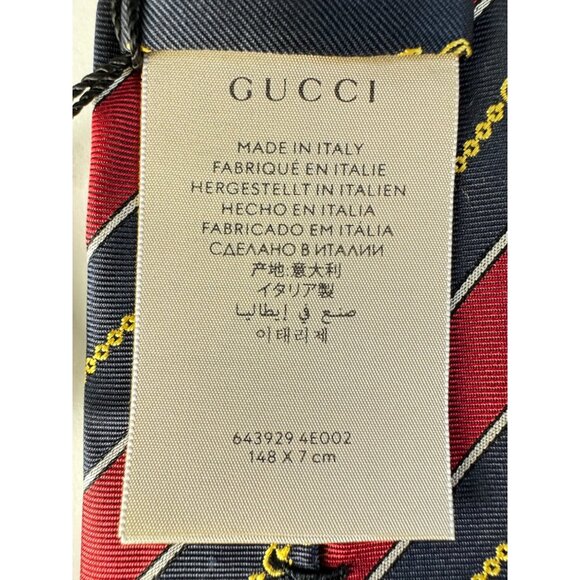 GUCCI
MADE IN ITALY
FABRIQUÉ EN ITALIE
HERGESTELLT IN ITALIEN
HECHO EN ITALIA
FABRICADO EM ITÁLIA
СДЕЛАНО В ИТАЛИИ
产地:意大利
イタリア製
صنع في إيطاليا
이태리제
643929 4E002
148 X 7 cm